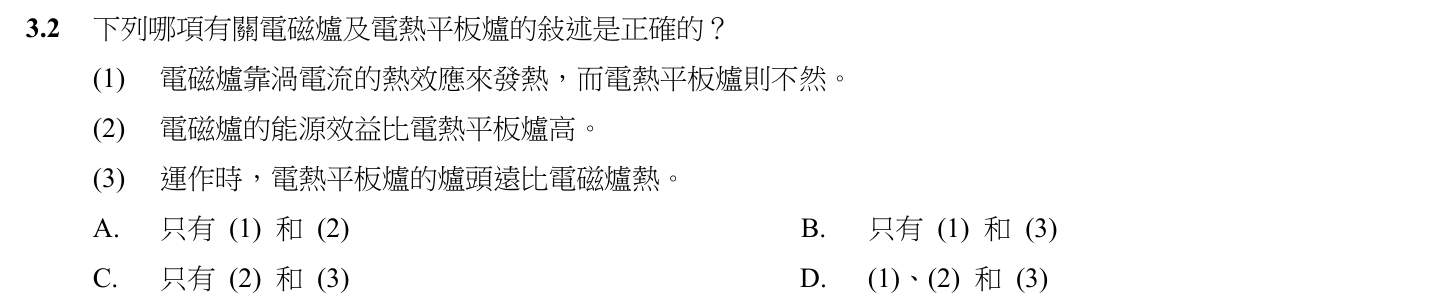 3.2 下列哪項有關電磁爐及電熱平板爐的敍述是正確的？
(1) 電磁爐靠渦電流的熱效應來發熱，而電熱平板爐則不然。
(2) 電磁爐的能源效益比電熱平板爐高。
(3) 運作時，電熱平板爐的爐頭遠比電磁爐熱。
A. 只有 (1) 和 (2) B. 只有 (1) 和 (3)
C. 只有 (2) 和 (3) D. (1)、(2) 和 (3)